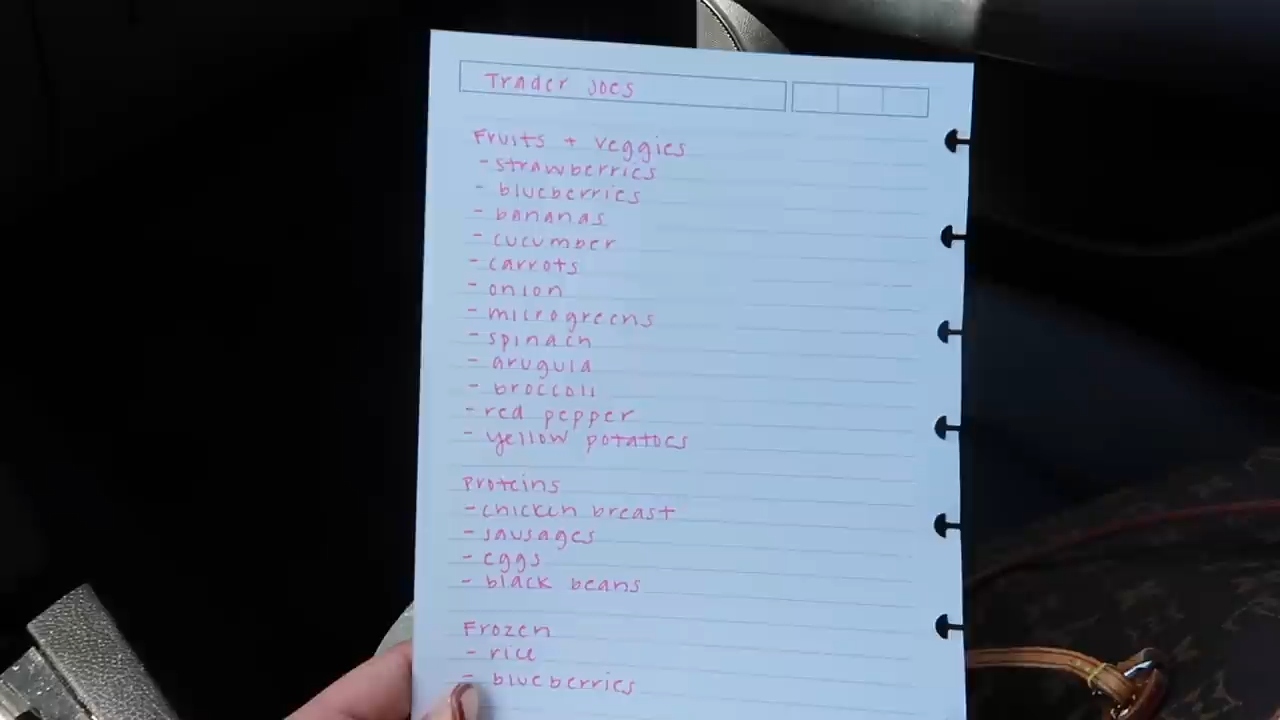 Trader Joes
Fruits + veggies
- strawberries
- blueberries
- bananas
- cucumber
- carrots
- onion
- microgreens
- spinach
- arugula
- broccoli
- red pepper
- yellow potatoes
Proteins
- chicken breast
- sausages
- eggs
- black beans
Frozen
- rice
- blueberries